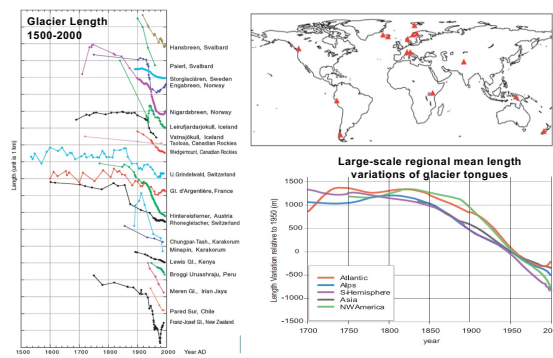 Glacier Length
1500-2000
Hansbreen, Svalbard
Paierl, Svalbard
Storglaciären, Sweden
Engabreen, Norway
Nigardsbreen, Norway
Leirufjardarjokull, Iceland
Vatnajökull, Iceland
Canadian Rockies
Wedgemount, Canadian Rockies
U.Grindelwald, Switzerland
Gl. d'Argentière, France
Hintereisferner, Austria
Rhonegletscher, Switzerland
Chungpar-Tash., Karakorum
Minapin, Karakorum
Lewis Gl., Kenya
Broggi Uruashraju, Peru
Meren Gl., Irian Jaya
Pared Sur, Chile
Franz-Josef Gl., New Zealand
Length (unit is 1 km)
1500 1600 1700 1800 1900 2000
Year AD
Large-scale regional mean length
variations of glacier tongues
Length Variation relative to 1950 (m)
1500
1000
500
0
-500
-1000
-1500
Atlantic
Alps
S-Hemisphere
Asia
NWAmerica
1700 1750 1800 1850 1900 1950 2000
year